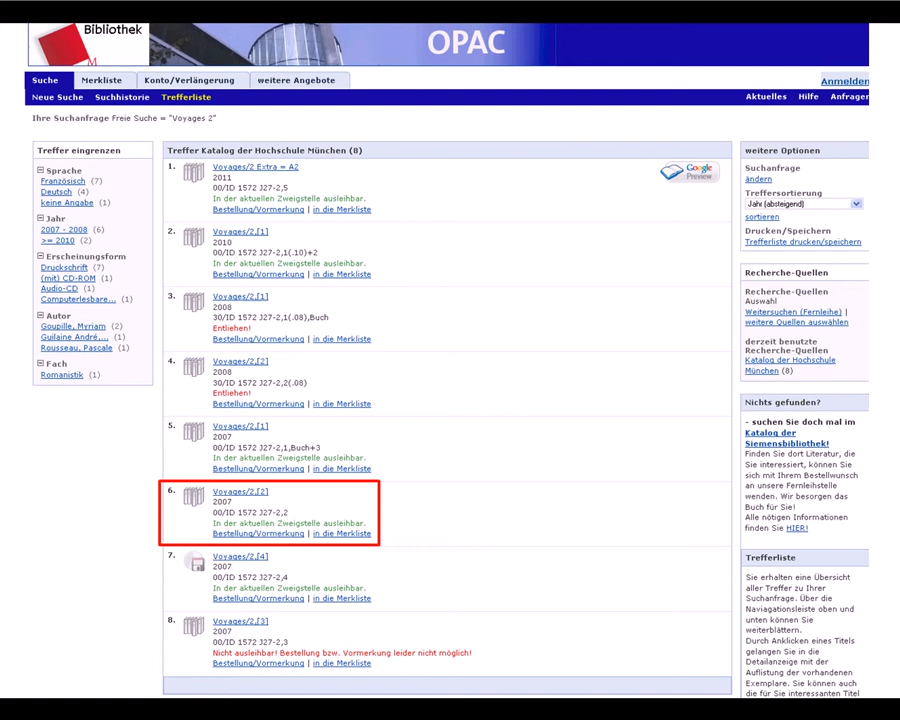 Bibliothek
M
OPAC
Suche Merkliste Konto/Verlängerung weitere Angebote
Anmelden
Neue Suche Suchhistorie Trefferliste
Aktuelles Hilfe Anfragen
Ihre Suchanfrage Freie Suche = "Voyages 2"
Treffer eingrenzen
Sprache
Französisch (7)
Deutsch (4)
keine Angabe (1)
Jahr
2007 - 2008 (6)
>= 2010 (2)
Erscheinungsform
Druckschrift (7)
(mit) CD-ROM (1)
Audio-CD (1)
Computerlesbare... (1)
Autor
Goupille, Myriam (2)
Guilaine André,... (1)
Rousseau, Pascale (1)
Fach
Romanistik (1)
Treffer Katalog der Hochschule München (8)
1. Voyages/2 Extra = A2
2011
00/ID 1572 J27-2,5
In der aktuellen Zweigstelle ausleihbar.
Bestellung/Vormerkung | in die Merkliste
Google
Preview
2. Voyages/2,[1]
2010
00/ID 1572 J27-2,1(.10)+2
In der aktuellen Zweigstelle ausleihbar.
Bestellung/Vormerkung | in die Merkliste
3. Voyages/2,[1]
2008
30/ID 1572 J27-2,1(.08),Buch
Entliehen!
Bestellung/Vormerkung | in die Merkliste
4. Voyages/2,[2]
2008
30/ID 1572 J27-2,2(.08)
Entliehen!
Bestellung/Vormerkung | in die Merkliste
5. Voyages/2,[1]
2007
00/ID 1572 J27-2,1,Buch+3
In der aktuellen Zweigstelle ausleihbar.
Bestellung/Vormerkung | in die Merkliste
6. Voyages/2,[2]
2007
00/ID 1572 J27-2,2
In der aktuellen Zweigstelle ausleihbar.
Bestellung/Vormerkung | in die Merkliste
7. Voyages/2,[4]
2007
00/ID 1572 J27-2,4
In der aktuellen Zweigstelle ausleihbar.
Bestellung/Vormerkung | in die Merkliste
8. Voyages/2,[3]
2007
00/ID 1572 J27-2,3
Nicht ausleihbar! Bestellung bzw. Vormerkung leider nicht möglich!
Bestellung/Vormerkung | in die Merkliste
weitere Optionen
Suchanfrage
ändern
Treffersortierung
Jahr (absteigend)
sortieren
Drucken/Speichern
Trefferliste drucken/speichern
Recherche-Quellen
Recherche-Quellen
Auswahl
Weitersuchen (Fernleihe) |
weitere Quellen auswählen
derzeit benutzte
Recherche-Quellen
Katalog der Hochschule
München (8)
Nichts gefunden?
- suchen Sie doch mal im
Katalog der
Siemensbibliothek!
Finden Sie dort Literatur, die
Sie interessiert, können Sie
sich mit Ihrem Bestellwunsch
an unsere Fernleihstelle
wenden. Wir besorgen das
Buch für Sie!
Alle nötigen Informationen
finden Sie HIER!
Trefferliste
Sie erhalten eine Übersicht
aller Treffer zu Ihrer
Suchanfrage. Über die
Naviagationsleiste oben und
unten können Sie
weiterblättern.
Durch Anklicken eines Titels
gelangen Sie in die
Detailanzeige mit der
Auflistung der vorhandenen
Exemplare. Sie können auch
die für Sie interessanten Titel